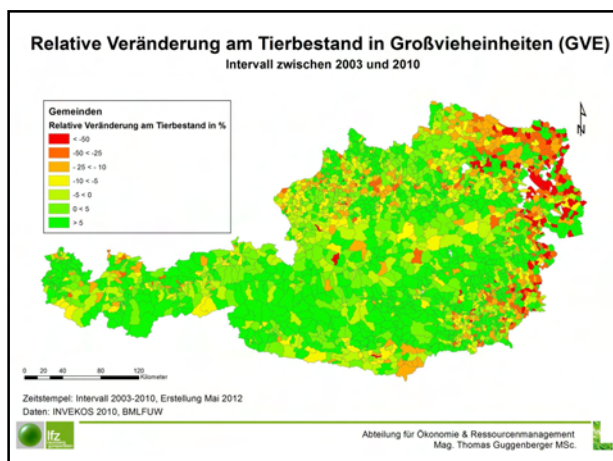 Relative Veränderung am Tierbestand in Großvieheinheiten (GVE)
Intervall zwischen 2003 und 2010
Gemeinden
Relative Veränderung am Tierbestand in %
< -50
-50 < -25
-25 < -10
-10 < -5
-5 < 0
0 < 5
> 5
N
0 20 40 80 120
Kilometer
Zeitstempel: Intervall 2003-2010, Erstellung Mai 2012
Daten: INVEKOS 2010, BMLFUW
lfz
Abteilung für Ökonomie & Ressourcenmanagement
Mag. Thomas Guggenberger MSc.